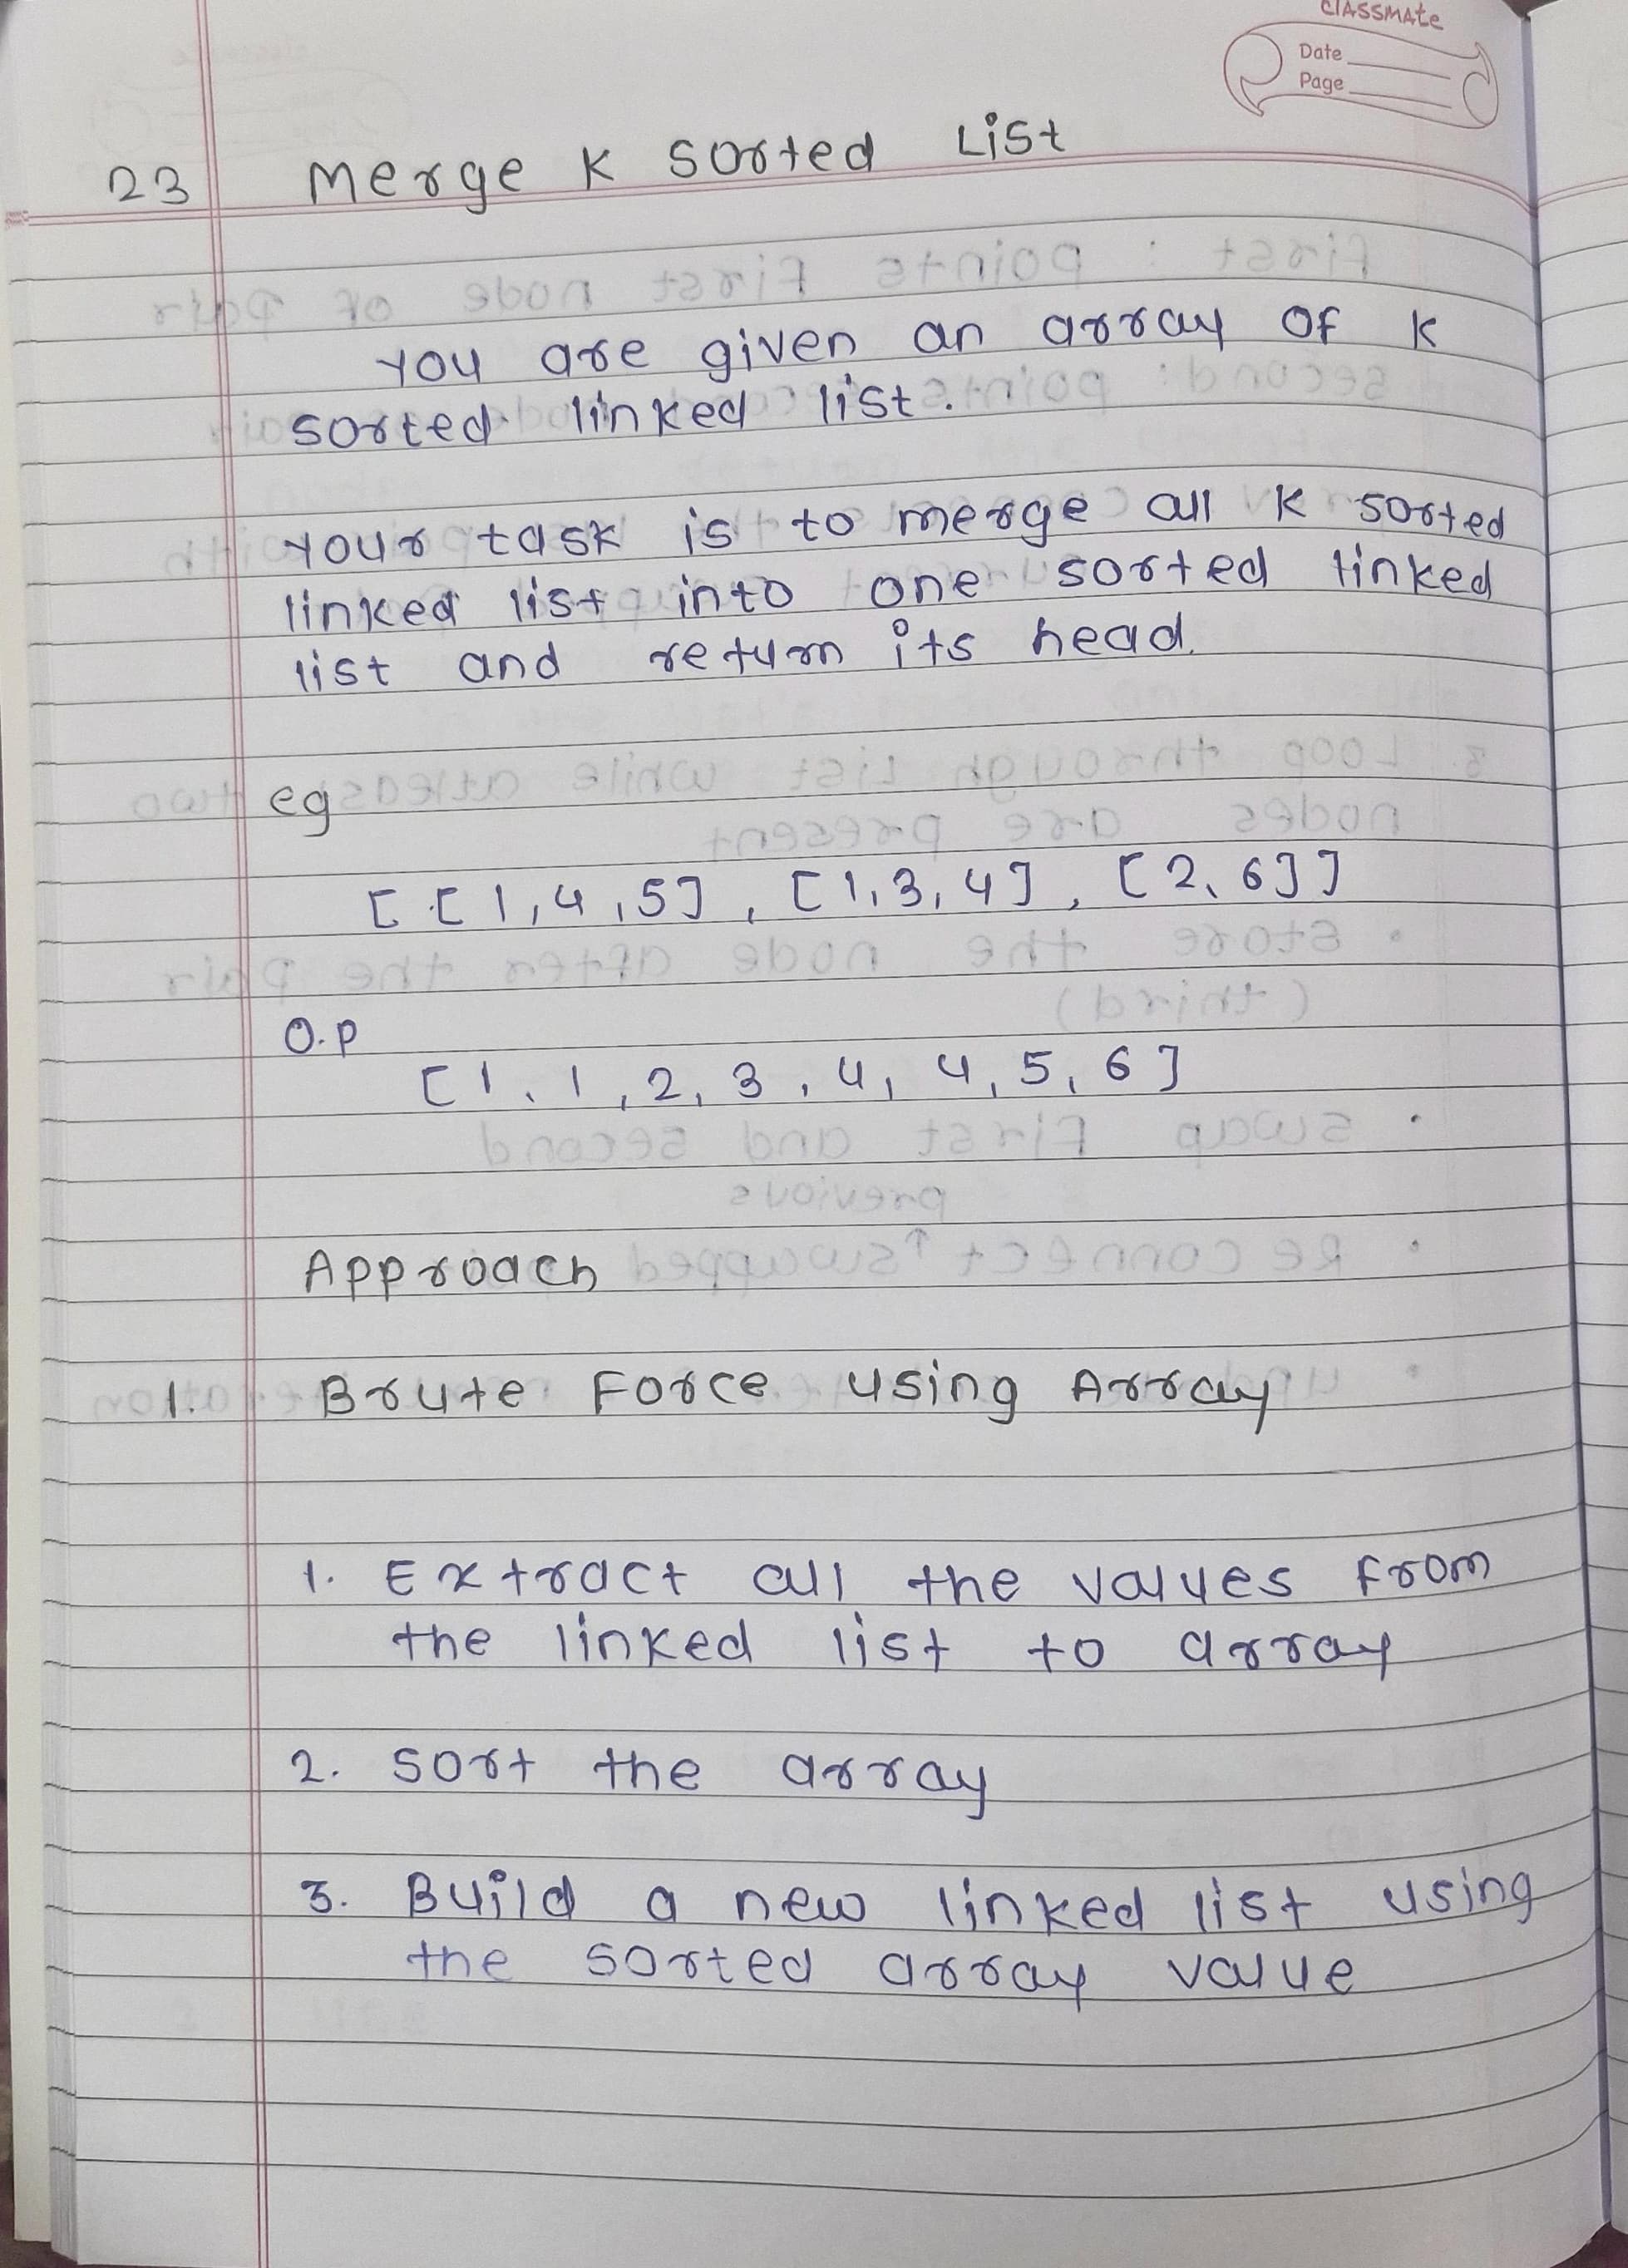 classmate
Date
Page
23 Merge K Sorted List
You are given an array of K
sorted linked list.
Your task is to merge all K sorted
linked list into one sorted linked
list and return its head.
eg
[[1,4,5], [1,3,4], [2,6]]
O.P
[1,1,2,3,4,4,5,6]
Approach
1. Brute Force using Array
1. Extract all the values from
the linked list to array
2. Sort the array
3. Build a new linked list using
the sorted array value